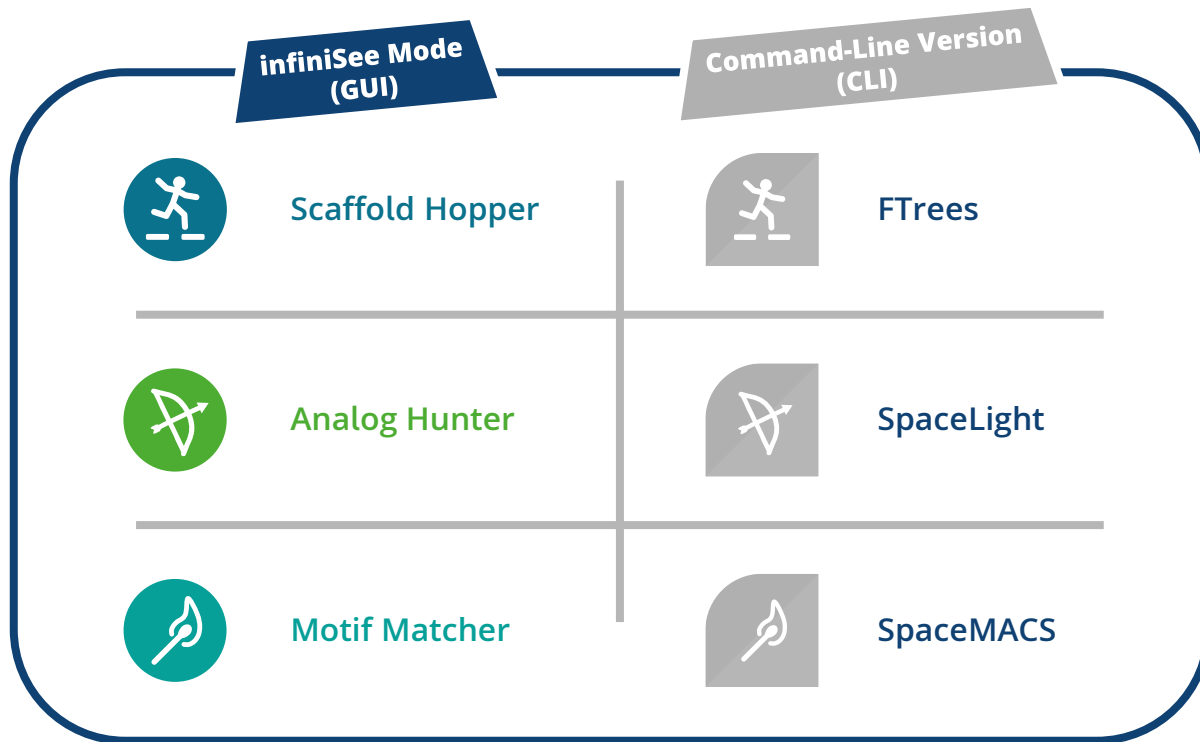 infiniSee Mode
(GUI)
Command-Line Version
(CLI)
Scaffold Hopper
FTrees
Analog Hunter
SpaceLight
Motif Matcher
SpaceMACS